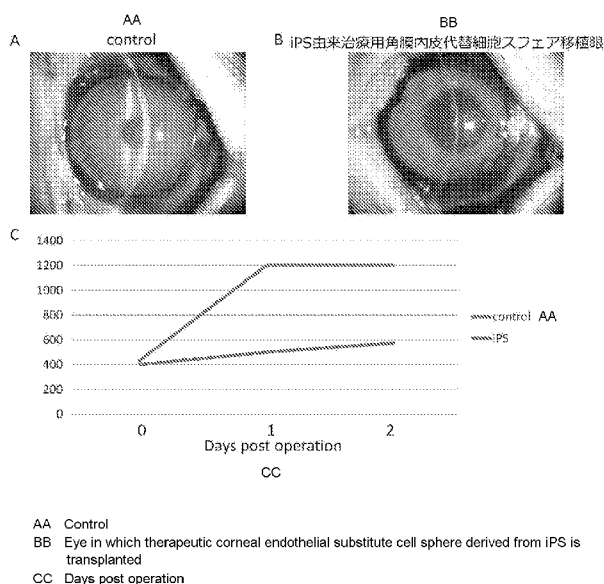 AA
control
A
BB
iPS由来治療用角膜内皮代替細胞スフェア移植眼
B
C
1400
1200
1000
800
600
400
200
0
control AA
iPS
0 1 2
Days post operation
CC
AA Control
BB Eye in which therapeutic corneal endothelial substitute cell sphere derived from iPS is
transplanted
CC Days post operation